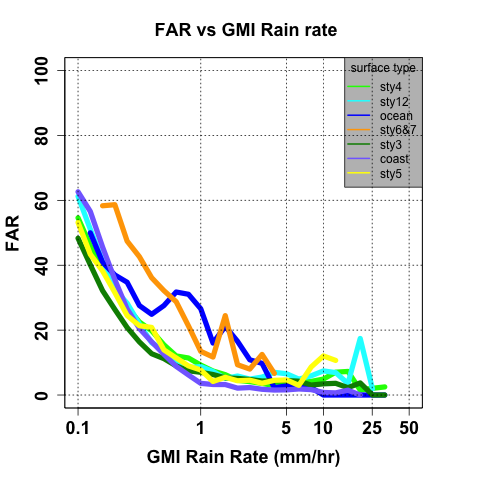 FAR vs GMI Rain rate
surface type
sty4
sty12
ocean
sty6&7
sty3
coast
sty5
FAR
100
80
60
40
20
0
0.1 1 5 10 25 50
GMI Rain Rate (mm/hr)